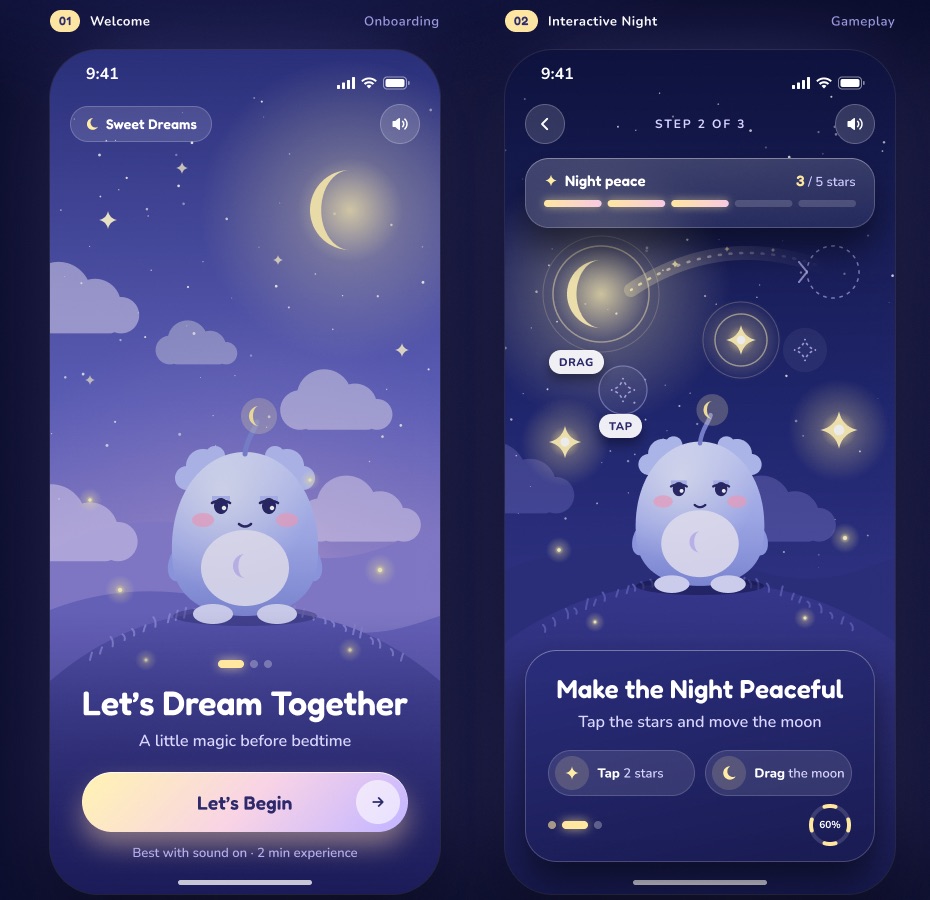 01 Welcome Onboarding
9:41
Sweet Dreams
Let's Dream Together
A little magic before bedtime
Let's Begin
Best with sound on · 2 min experience
02 Interactive Night Gameplay
9:41
STEP 2 OF 3
Night peace 3 / 5 stars
DRAG
TAP
Make the Night Peaceful
Tap the stars and move the moon
Tap 2 stars
Drag the moon
60%